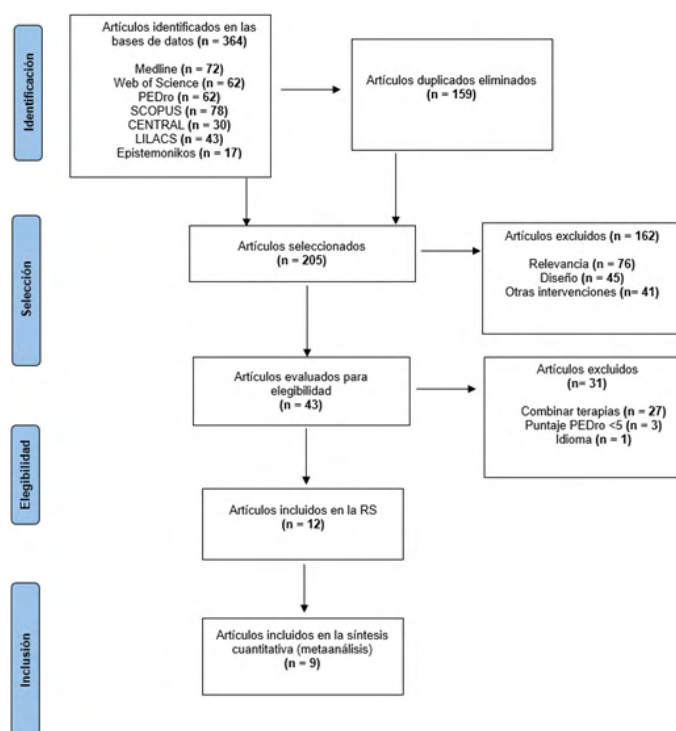 Identificación
Artículos identificados en las
bases de datos (n = 364)
Medline (n = 72)
Web of Science (n = 62)
PEDro (n = 62)
SCOPUS (n = 78)
CENTRAL (n = 30)
LILACS (n = 43)
Epistemonikos (n = 17)
Artículos duplicados eliminados
(n = 159)
Selección
Artículos seleccionados
(n = 205)
Artículos excluidos (n = 162)
Relevancia (n = 76)
Diseño (n = 45)
Otras intervenciones (n= 41)
Artículos evaluados para
elegibilidad
(n = 43)
Artículos excluidos
(n= 31)
Combinar terapias (n = 27)
Puntaje PEDro <5 (n = 3)
Idioma (n = 1)
Elegibilidad
Artículos incluidos en la RS
(n = 12)
Inclusión
Artículos incluidos en la síntesis
cuantitativa (metaanálisis)
(n = 9)